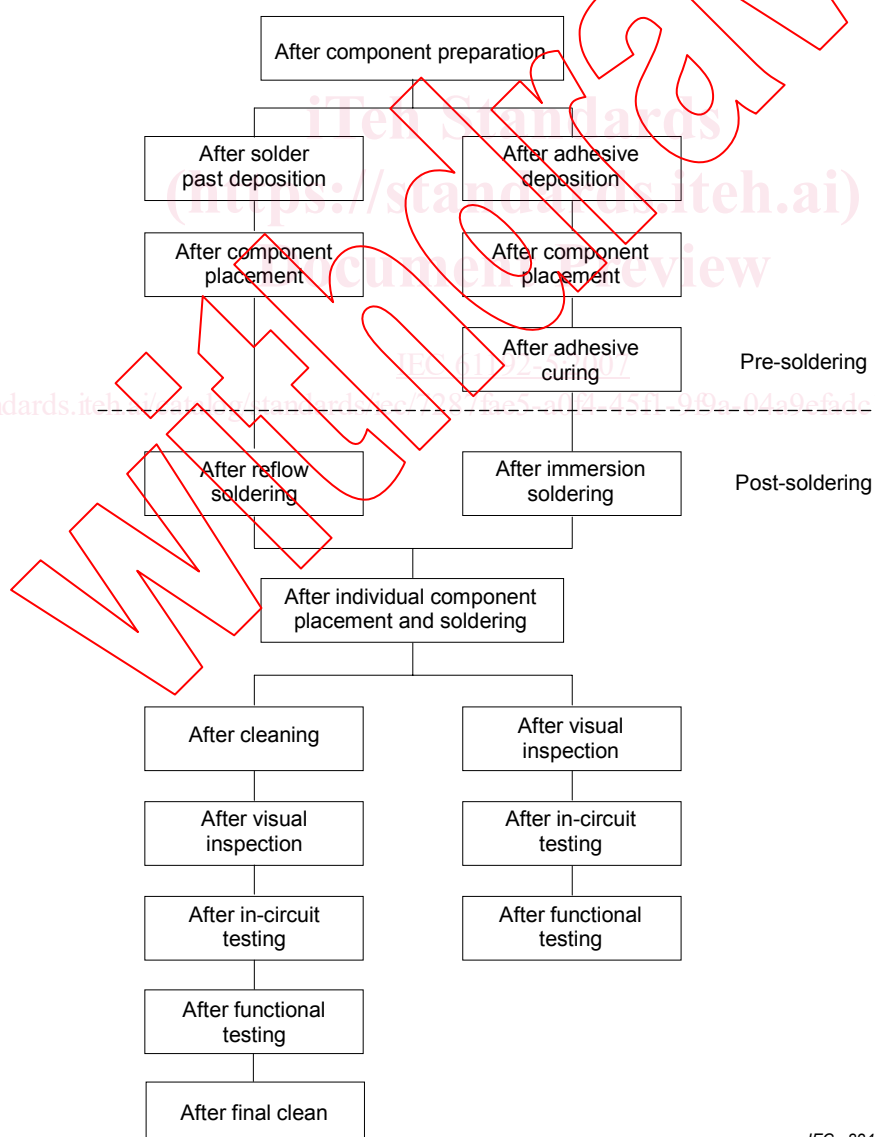 After component preparation
iTeh Standards
After solder
past deposition
After adhesive
deposition
(https://standards.iteh.ai)
After component
placement
After component
placement
Document Preview
After adhesive
curing
Pre-soldering
IEC 61192-5:2007
After reflow
soldering
After immersion
soldering
Post-soldering
After individual component
placement and soldering
After cleaning
After visual
inspection
After visual
inspection
After in-circuit
testing
After in-circuit
testing
After functional
testing
After functional
testing
After final clean
withdraw